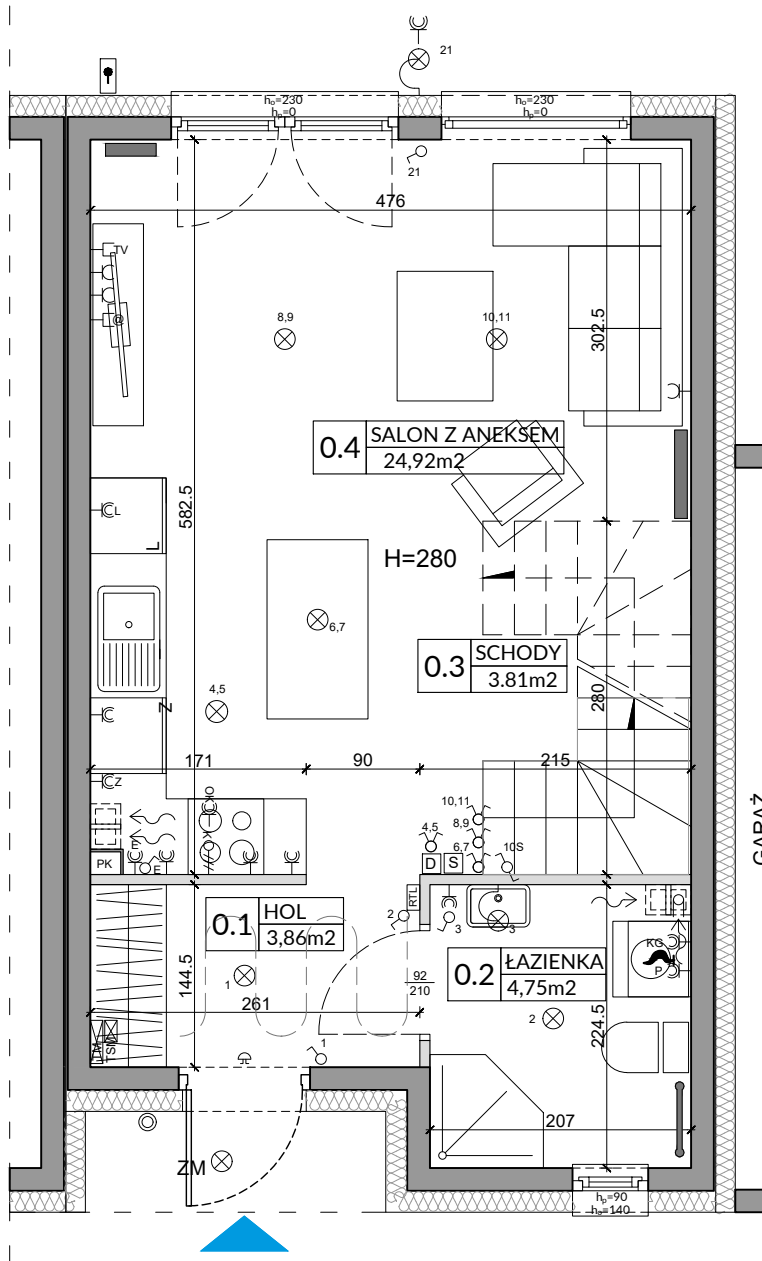 21
hₒ=230
hₚ=0
hₒ=230
hₚ=0
21
476
TV
@
8,9
10,11
302.5
0.4
SALON Z ANEKSEM
24,92m2
L
L
582.5
H=280
6,7
0.3
SCHODY
3.81m2
4,5
Z
280
171
90
215
Z
10,11
OK
4,5
8,9
6,7
10S
E
E
PK
KO
D
S
GARAŻ
RTL
0.1
HOL
3,86m2
2
3
3
KG
P
144.5
1
92
210
0.2
ŁAZIENKA
4,75m2
261
2
224.5
TM
TSM
1
207
ZM
hₚ=90
hₒ=140